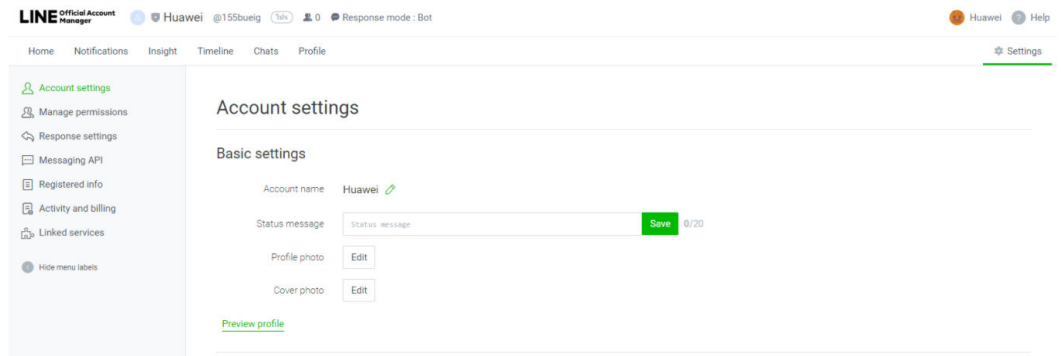 LINE Official Account Manager Huawei @155bueig 0 Response mode : Bot Huawei ? Help
Home Notifications Insight Timeline Chats Profile Settings
Account settings
Manage permissions
Response settings
Messaging API
Registered info
Activity and billing
Linked services
Hide menu labels
Account settings
Basic settings
Account name Huawei
Status message Status message Save 0/20
Profile photo Edit
Cover photo Edit
Preview profile